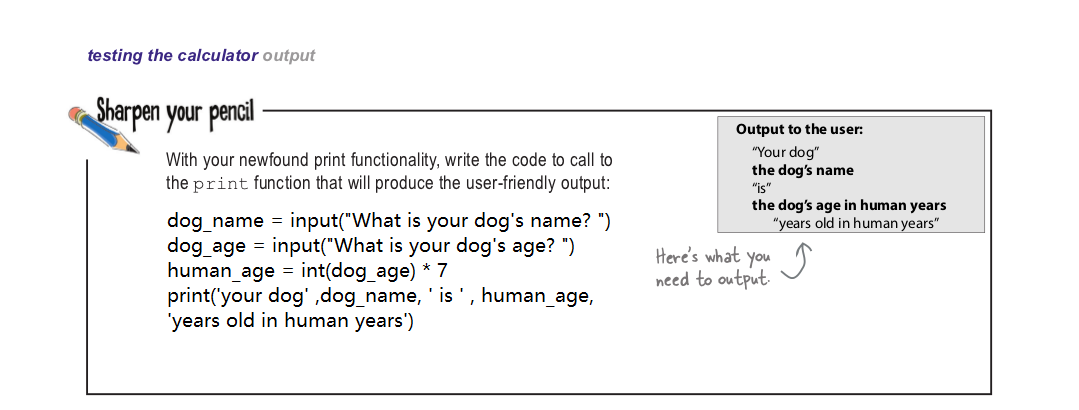 testing the calculator output
Sharpen your pencil
With your newfound print functionality, write the code to call to
the print function that will produce the user-friendly output:
dog_name = input("What is your dog's name? ")
dog_age = input("What is your dog's age? ")
human_age = int(dog_age) * 7
print('your dog' ,dog_name, ' is ' , human_age,
'years old in human years')
Output to the user:
“Your dog”
the dog’s name
“is”
the dog’s age in human years
“years old in human years”
Here’s what you
need to output.